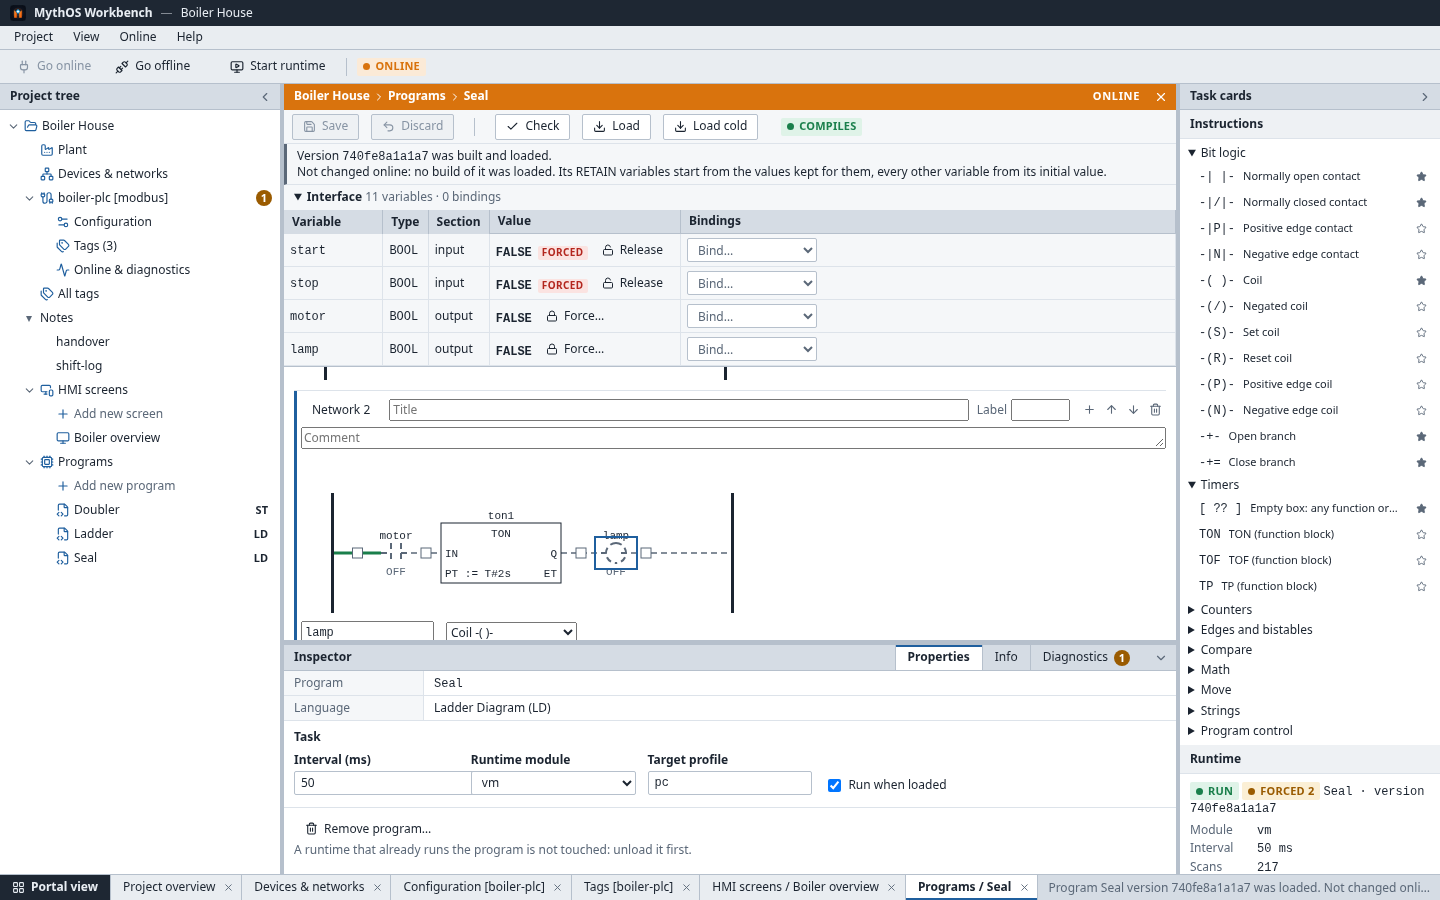 MythOS Workbench — Boiler House
Project View Online Help
Go online Go offline Start runtime ONLINE
Project tree
Boiler House
Plant
Devices & networks
boiler-plc [modbus] 1
Configuration
Tags (3)
Online & diagnostics
All tags
Notes
handover
shift-log
HMI screens
Add new screen
Boiler overview
Programs
Add new program
Doubler ST
Ladder LD
Seal LD
Boiler House › Programs › Seal ONLINE
Save Discard Check Load Load cold COMPILES
Version 740fe8a1a1a7 was built and loaded.
Not changed online: no build of it was loaded. Its RETAIN variables start from the values kept for them, every other variable from its initial value.
Interface 11 variables · 0 bindings
Variable Type Section Value Bindings
start BOOL input FALSE FORCED Release Bind...
stop BOOL input FALSE FORCED Release Bind...
motor BOOL output FALSE Force... Bind...
lamp BOOL output FALSE Force... Bind...
Network 2 Title Label
Comment
ton1
motor TON lamp
IN Q
OFF PT := T#2s ET OFF
lamp Coil -( )-
Inspector Properties Info Diagnostics 1
Program Seal
Language Ladder Diagram (LD)
Task
Interval (ms) Runtime module Target profile
50 vm pc Run when loaded
Remove program...
A runtime that already runs the program is not touched: unload it first.
Task cards
Instructions
Bit logic
-| |- Normally open contact
-|/|- Normally closed contact
-|P|- Positive edge contact
-|N|- Negative edge contact
-( )- Coil
-(/)- Negated coil
-(S)- Set coil
-(R)- Reset coil
-(P)- Positive edge coil
-(N)- Negative edge coil
-+- Open branch
-+= Close branch
Timers
[ ?? ] Empty box: any function or...
TON TON (function block)
TOF TOF (function block)
TP TP (function block)
Counters
Edges and bistables
Compare
Math
Move
Strings
Program control
Runtime
RUN FORCED 2 Seal · version
740fe8a1a1a7
Module vm
Interval 50 ms
Scans 217
Portal view Project overview Devices & networks Configuration [boiler-plc] Tags [boiler-plc] HMI screens / Boiler overview Programs / Seal Program Seal version 740fe8a1a1a7 was loaded. Not changed onli...